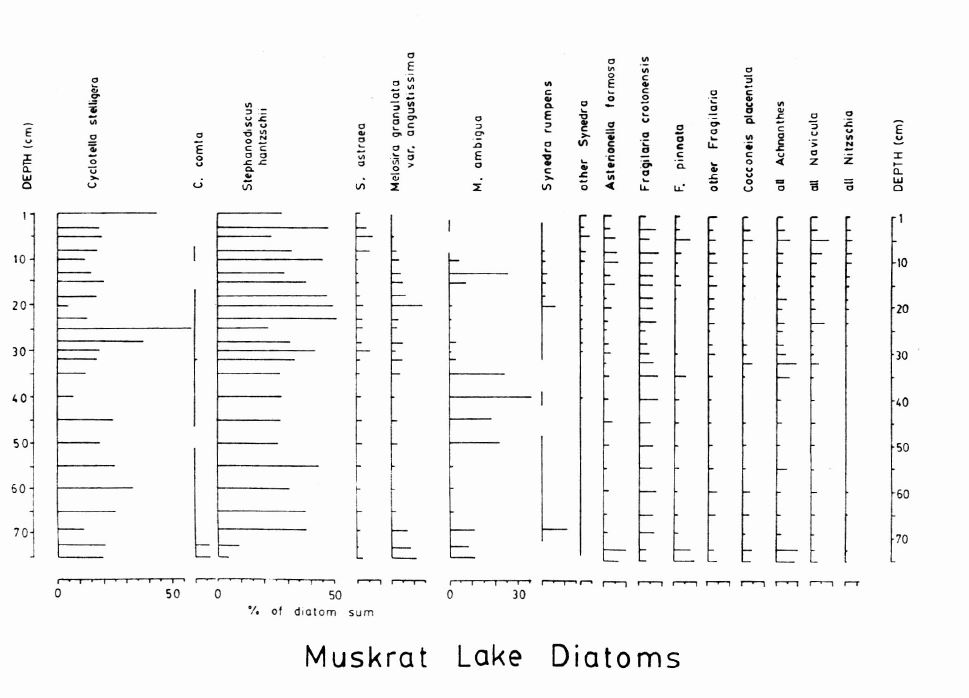 DEPTH (cm)
Cyclotella stelligera
C. comta
Stephanodiscus
hantzschii
S. astraea
Melosira granulata
var. angustissima
M. ambigua
Synedra rumpens
other Synedra
Asterionella formosa
Fragilaria crotonensis
F. pinnata
other Fragilaria
Cocconeis placentula
all Achnanthes
all Navicula
all Nitzschia
DEPTH (cm)
1 1
10 10
20 20
30 30
40 40
50 50
60 60
70 70
0 50 0 50 0 30
% of diatom sum
Muskrat Lake Diatoms